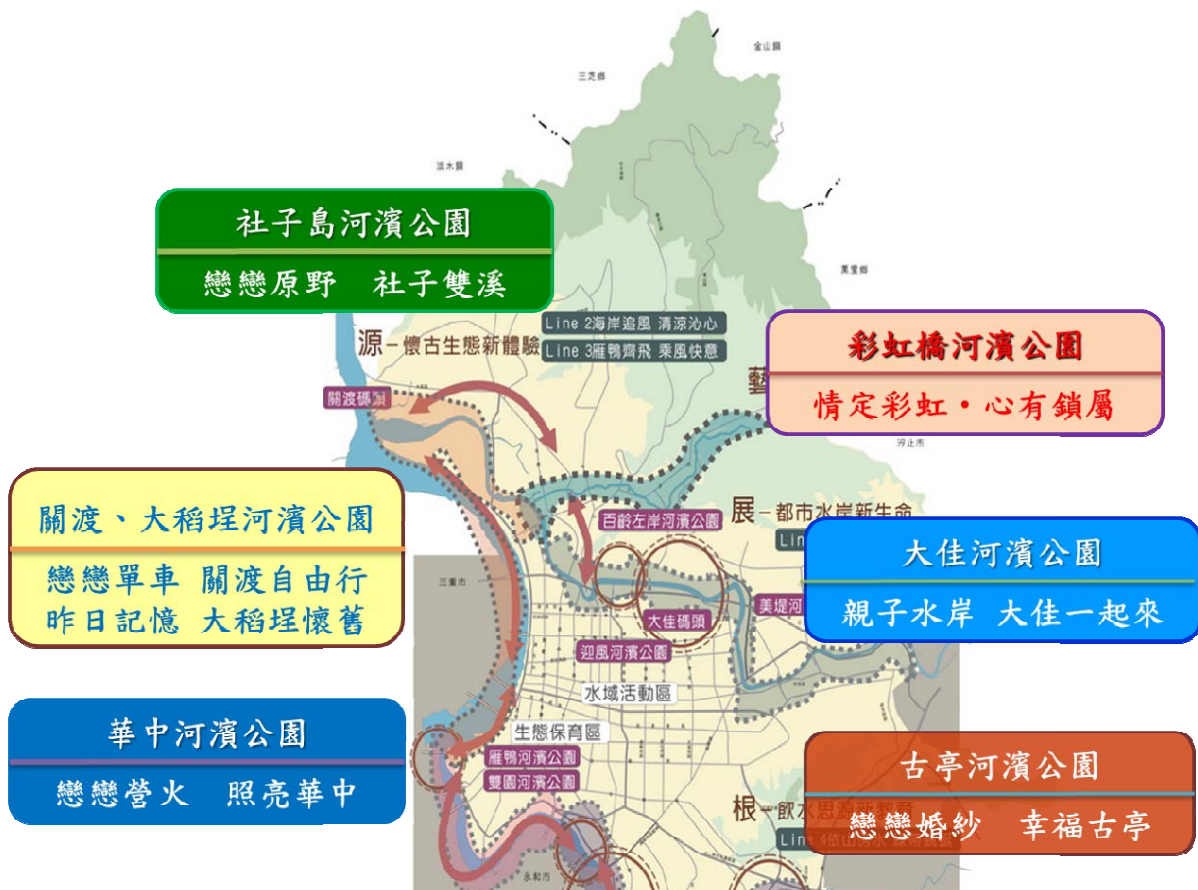 金山鄉
三芝鄉
淡水鎮
萬里鄉
社子島河濱公園
戀戀原野 社子雙溪
源－懷古生態新體驗
Line 2海岸追風 清涼沁心
Line 3雁鴨齊飛 乘風快意
彩虹橋河濱公園
情定彩虹・心有鎖屬
藝
關渡碼頭
汐止市
關渡、大稻埕河濱公園
戀戀單車 關渡自由行
昨日記憶 大稻埕懷舊
百齡左岸河濱公園
展－都市水岸新生命
Line
大佳河濱公園
親子水岸 大佳一起來
三重市
美堤河
大佳碼頭
迎風河濱公園
水域活動區
生態保育區
雁鴨河濱公園
雙園河濱公園
華中河濱公園
戀戀營火 照亮華中
古亭河濱公園
戀戀婚紗 幸福古亭
根－飲水思源新教育
永和市